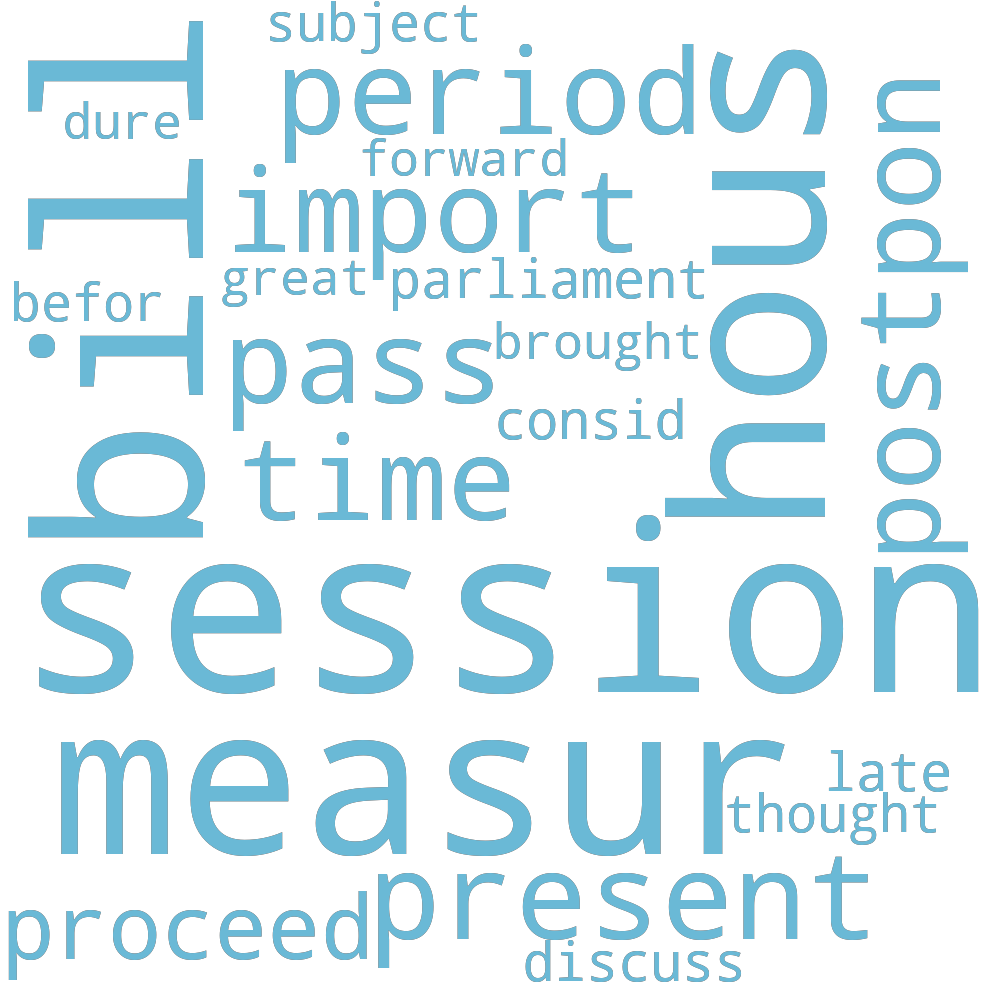 subject
period
dure
forward
import
great
parliament
befor
brought
pass
consid
time
bill
hous
postpon
session
measur
late
thought
present
proceed
discuss